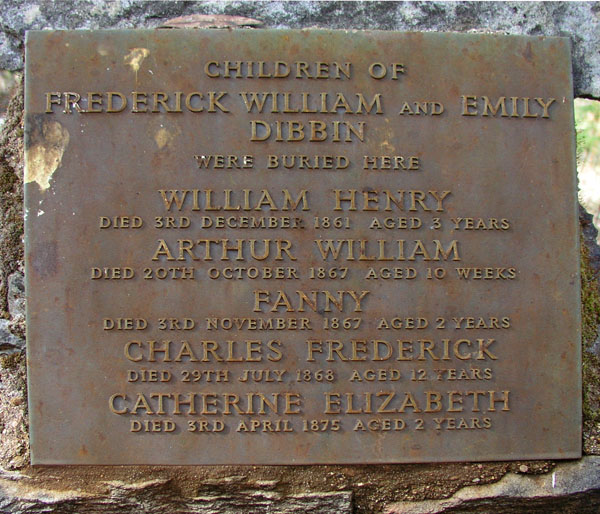 CHILDREN OF
FREDERICK WILLIAM AND EMILY
DIBBIN
WERE BURIED HERE
WILLIAM HENRY
DIED 3RD DECEMBER 1861 AGED 3 YEARS
ARTHUR WILLIAM
DIED 20TH OCTOBER 1867 AGED 10 WEEKS
FANNY
DIED 3RD NOVEMBER 1867 AGED 2 YEARS
CHARLES FREDERICK
DIED 29TH JULY 1868 AGED 12 YEARS
CATHERINE ELIZABETH
DIED 3RD APRIL 1875 AGED 2 YEARS